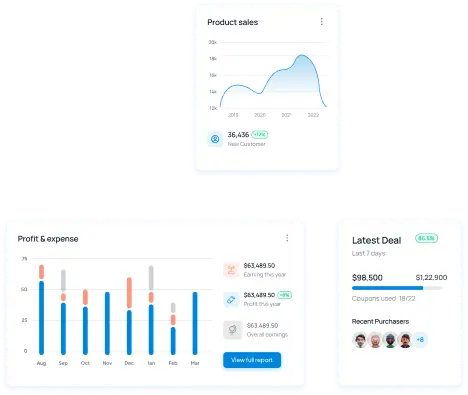 Product sales
20k
18k
16k
14k
12k
2019 2020 2021 2022
36,436
New Customer
Profit & expense
75
50
25
0
Aug Sep Oct Nov Dec Jan Feb Mar
$63,489.50
Earning this year
$63,489.50 +8%
Profit this year
$63,489.50
Overall earnings
View full report
Latest Deal
86.5%
Last 7 days
$98,500 $1,22,900
Coupons used: 18/22
Recent Purchasers
+8